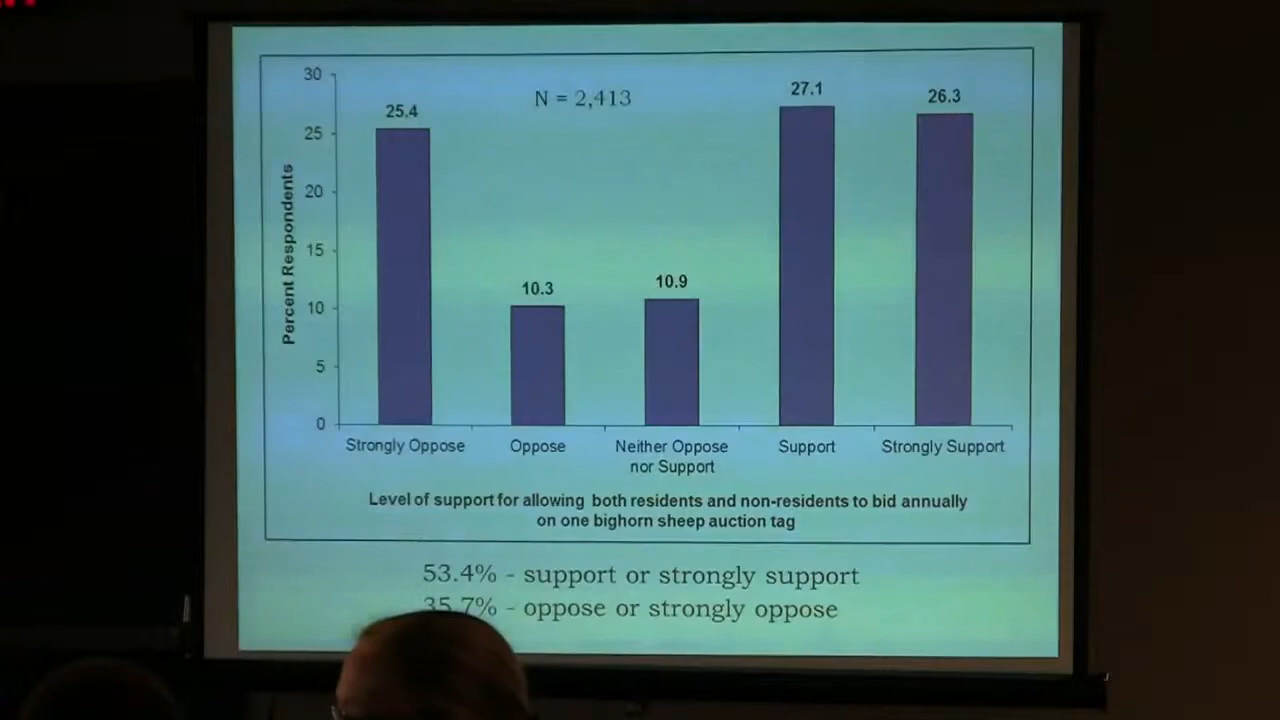 30
N = 2,413
25
20
15
10
5
0
Percent Respondents
25.4
10.3
10.9
27.1
26.3
Strongly Oppose
Oppose
Neither Oppose
nor Support
Support
Strongly Support
Level of support for allowing both residents and non-residents to bid annually
on one bighorn sheep auction tag
53.4% - support or strongly support
35.7% - oppose or strongly oppose